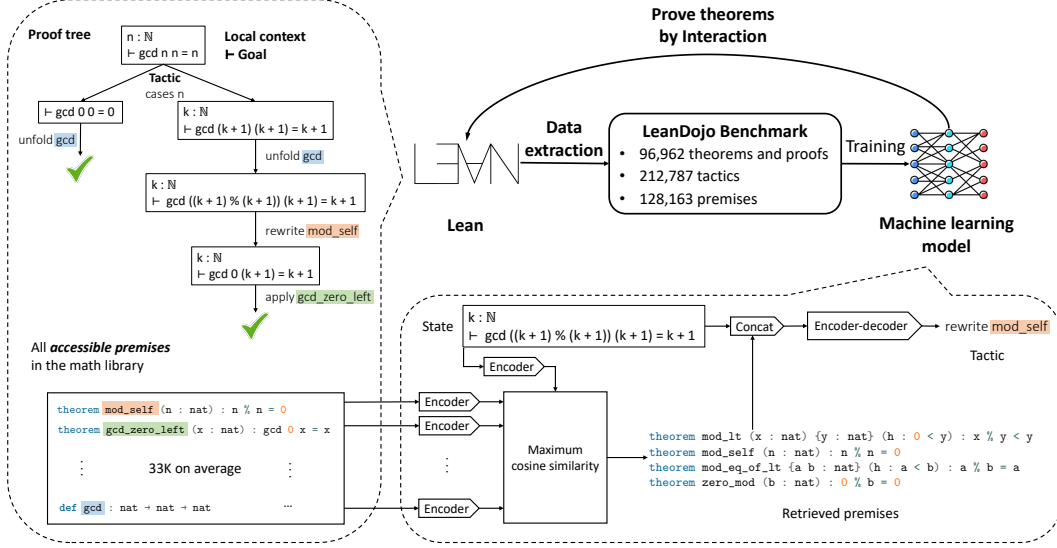 Proof tree
n : ℕ
⊢ gcd n n = n
Local context
⊢ Goal
Tactic
cases n
⊢ gcd 0 0 = 0
k : ℕ
⊢ gcd (k + 1) (k + 1) = k + 1
unfold gcd
unfold gcd
k : ℕ
⊢ gcd ((k + 1) % (k + 1)) (k + 1) = k + 1
rewrite mod_self
k : ℕ
⊢ gcd 0 (k + 1) = k + 1
apply gcd_zero_left
All accessible premises
in the math library
theorem mod_self (n : nat) : n % n = 0
theorem gcd_zero_left (x : nat) : gcd 0 x = x
⋮ 33K on average ⋮
def gcd : nat → nat → nat ...
Prove theorems
by Interaction
LEAN
Lean
Data
extraction
LeanDojo Benchmark
• 96,962 theorems and proofs
• 212,787 tactics
• 128,163 premises
Training
Machine learning
model
State
k : ℕ
⊢ gcd ((k + 1) % (k + 1)) (k + 1) = k + 1
Concat
Encoder-decoder
rewrite mod_self
Tactic
Encoder
Encoder
Encoder
⋮
Encoder
Maximum
cosine similarity
theorem mod_lt (x : nat) {y : nat} (h : 0 < y) : x % y < y
theorem mod_self (n : nat) : n % n = 0
theorem mod_eq_of_lt {a b : nat} (h : a < b) : a % b = a
theorem zero_mod (b : nat) : 0 % b = 0
Retrieved premises